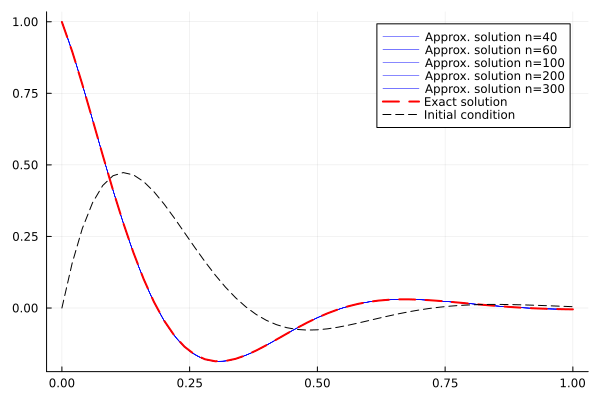 1.00
0.75
0.50
0.25
0.00
0.00
0.25
0.50
0.75
1.00
Approx. solution n=40
Approx. solution n=60
Approx. solution n=100
Approx. solution n=200
Approx. solution n=300
Exact solution
Initial condition